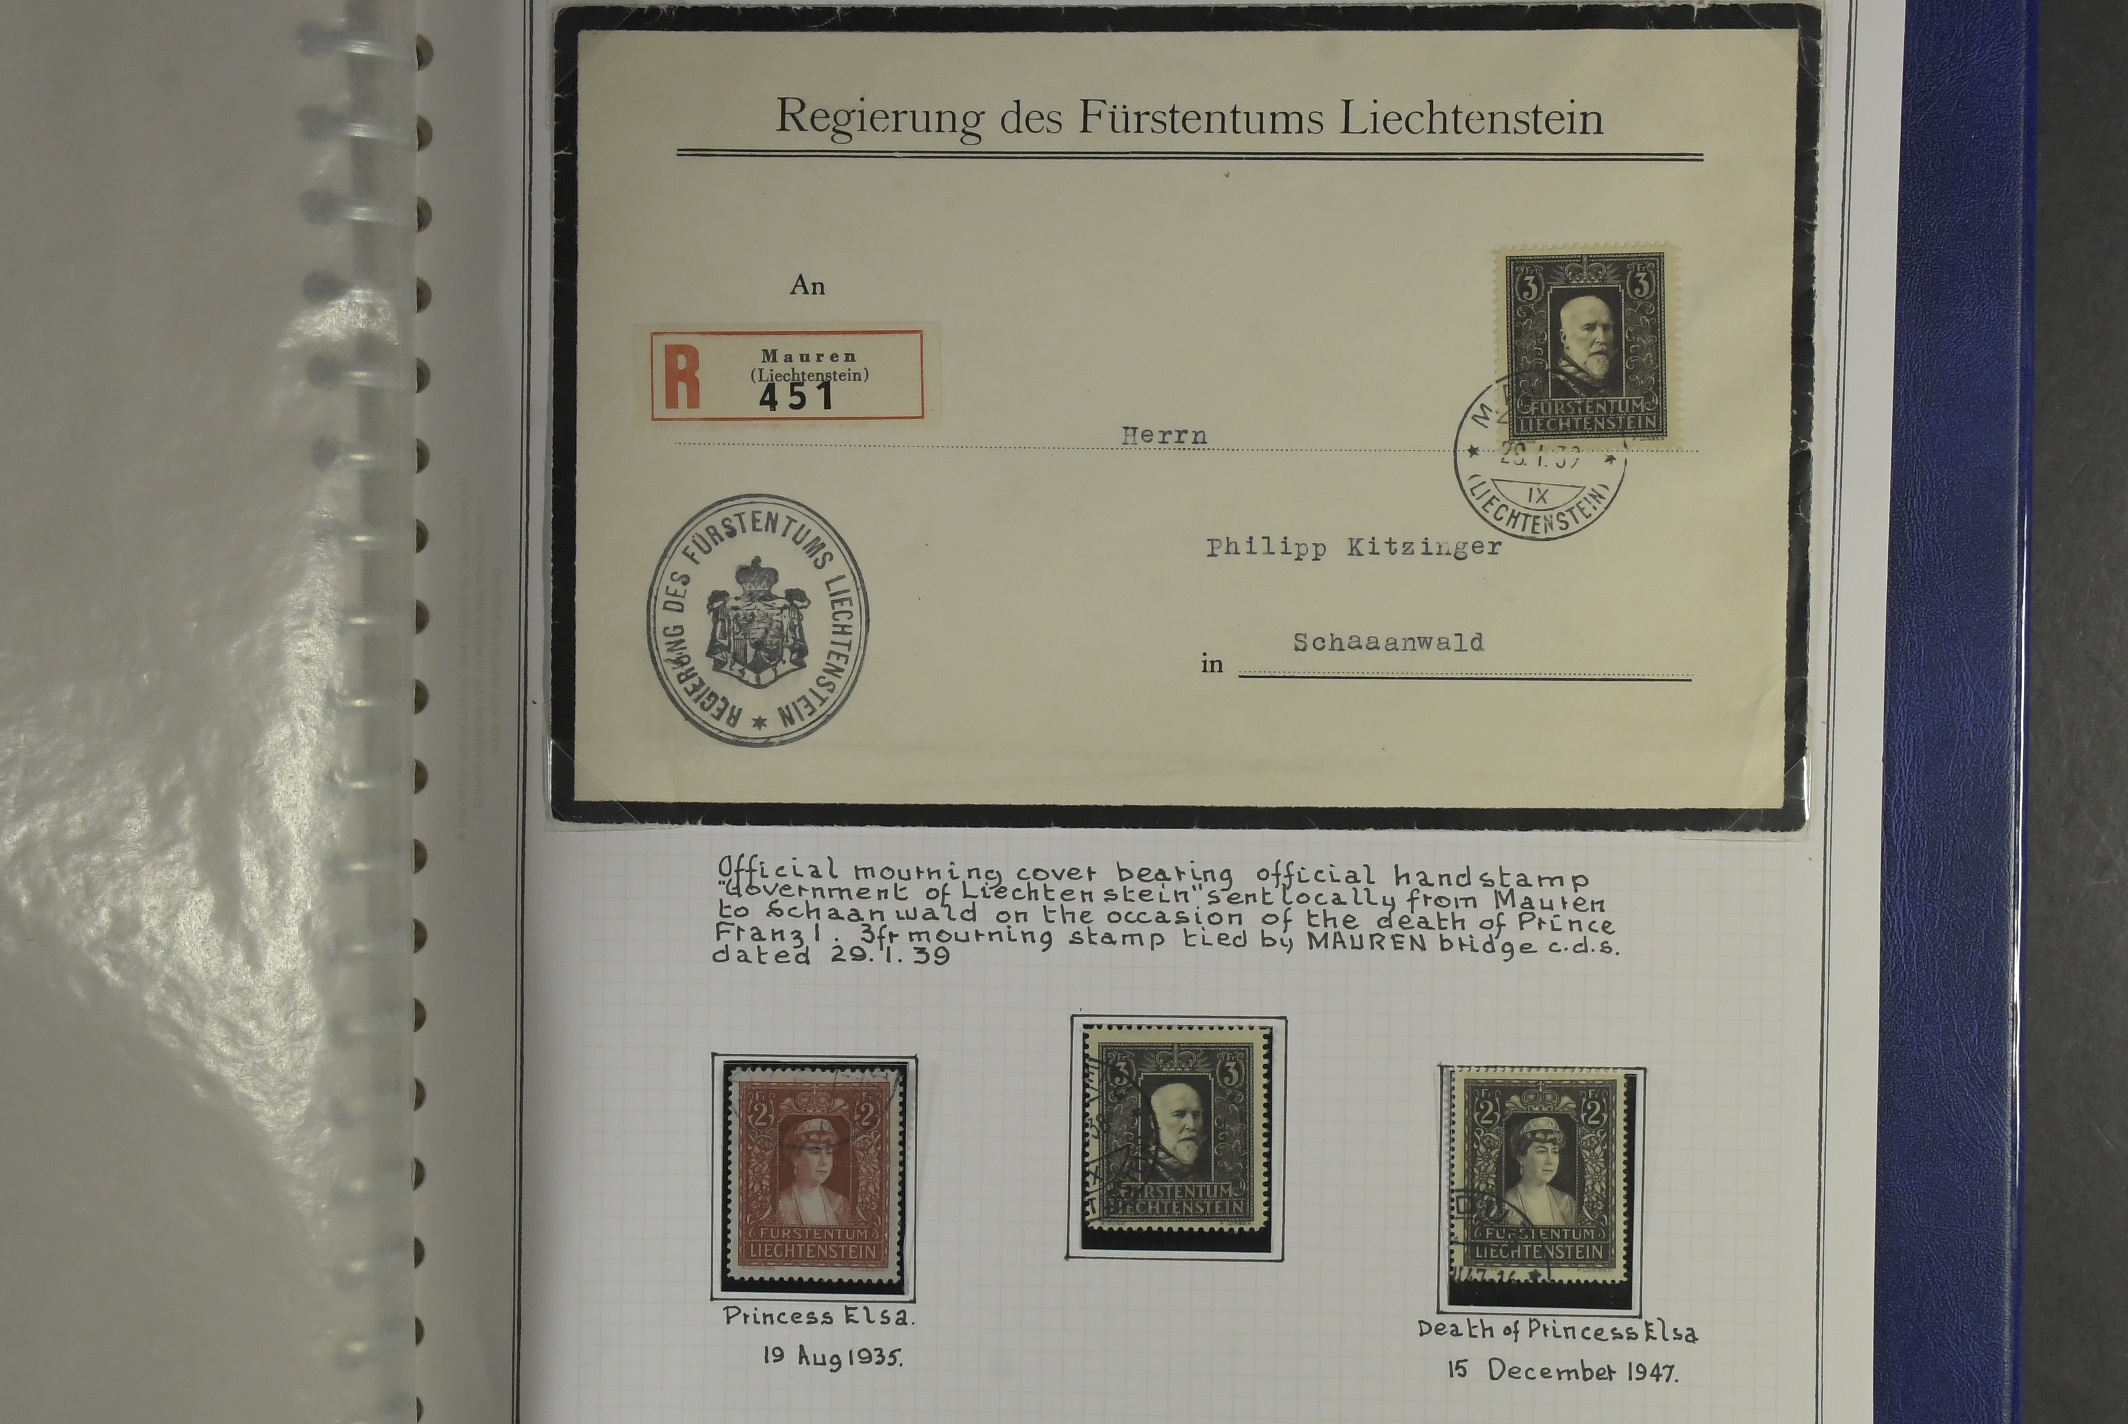 Regierung des Fürstentums Liechtenstein
An
R Mauren
(Liechtenstein)
451
3 3
FÜRSTENTUM
LIECHTENSTEIN
29.1.39
IX
(LIECHTENSTEIN)
Herrn
REGIERUNG DES FÜRSTENTUMS LIECHTENSTEIN
Philipp Kitzinger
in Schaaanwald
Official mourning cover bearing official handstamp
"Government of Liechtenstein" sent locally from Mauren
to Schaanwald on the occasion of the death of Prince
Franz I. 3fr mourning stamp tied by MAUREN bridge c.d.s.
dated 29.1.39
2 2
FÜRSTENTUM
LIECHTENSTEIN
Princess Elsa.
19 Aug 1935.
3 3
FÜRSTENTUM
LIECHTENSTEIN
2 2
FÜRSTENTUM
LIECHTENSTEIN
Death of Princess Elsa
15 December 1947.